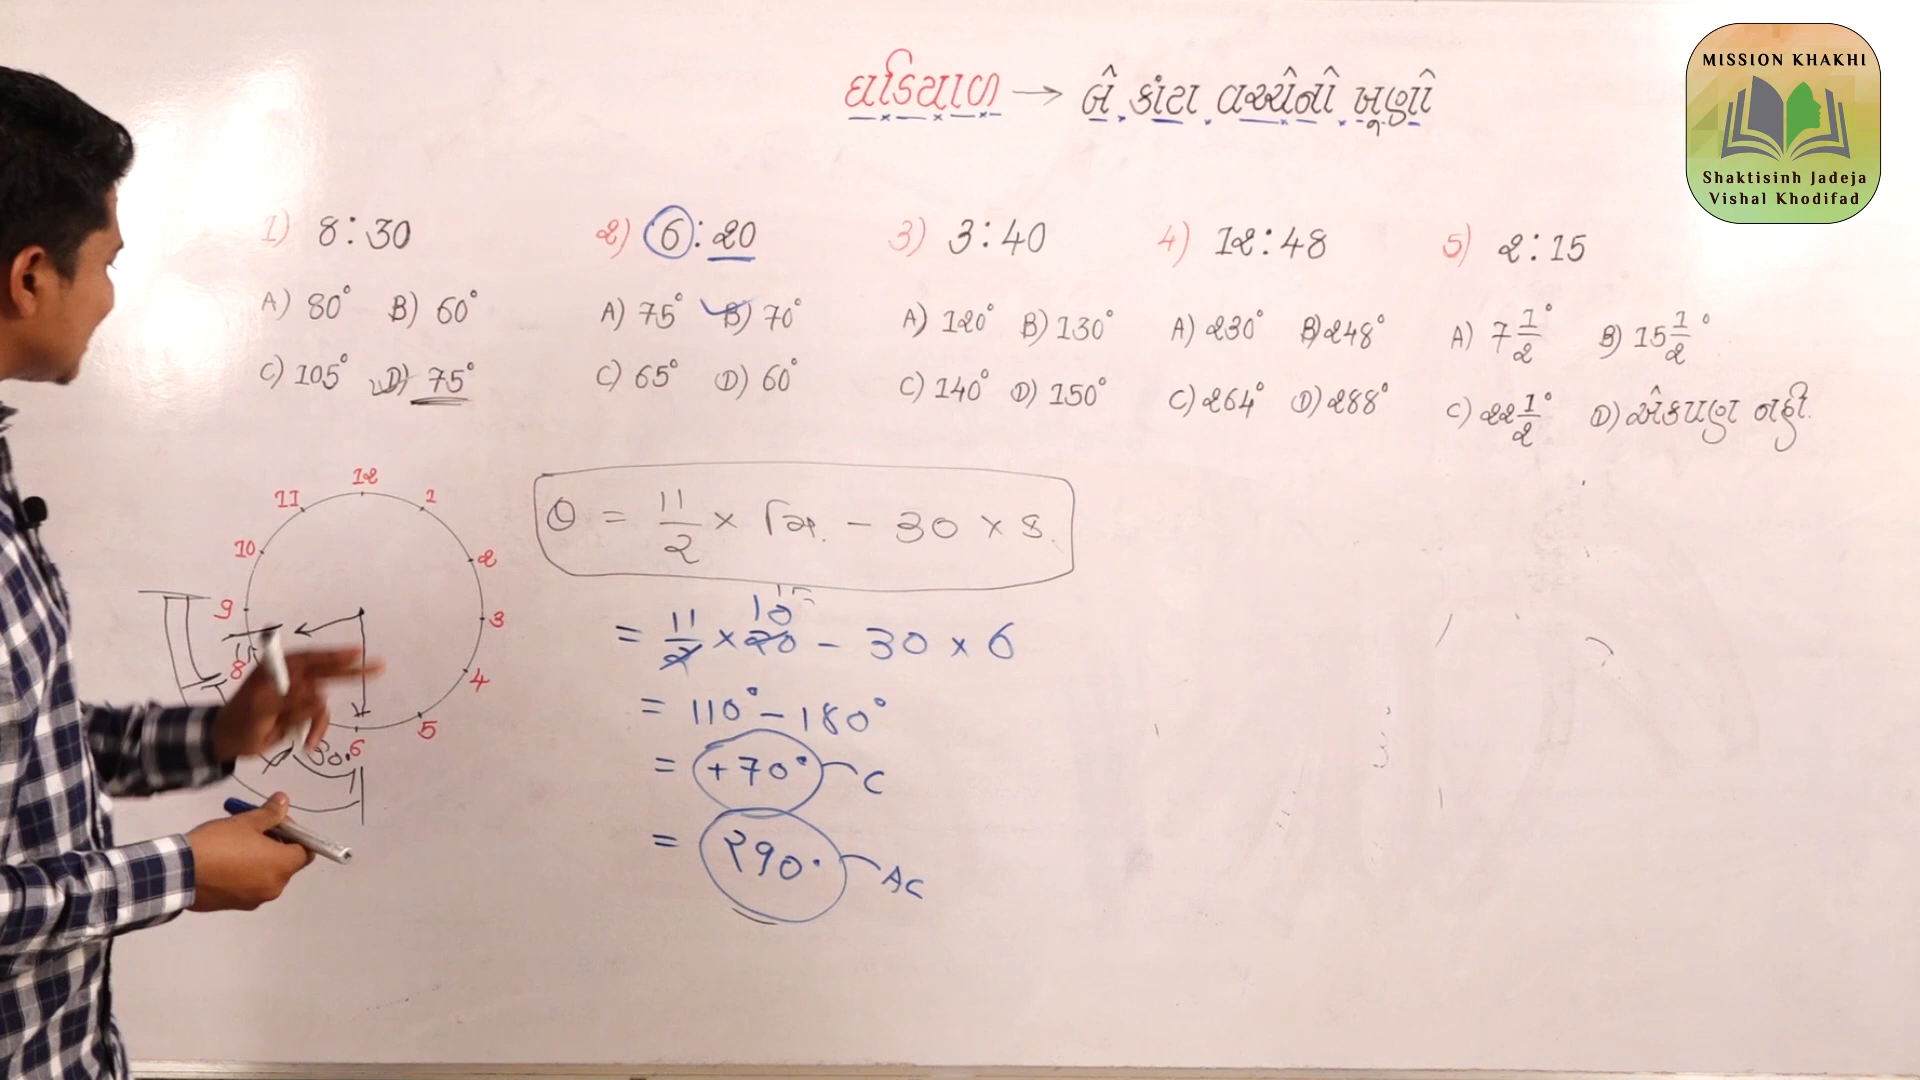 MISSION KHAKHI
Shaktisinh Jadeja
Vishal Khodifad
ઘડિયાળ → બે કાંટા વચ્ચેનો ખૂણો
1) 8:30
A) 80° B) 60°
C) 105° D) 75°
2) 6:20
A) 75° B) 70°
C) 65° D) 60°
3) 3:40
A) 120° B) 130°
C) 140° D) 150°
4) 12:48
A) 230° B) 248°
C) 264° D) 288°
5) 2:15
A) 7 1/2° B) 15 1/2°
C) 22 1/2° D) એકપણ નહી.
12
11 1
10 2
9 3
8 4
5
6
30°
θ = 11/2 × મિ. - 30 × ક.
= 11/2 × 20 - 30 × 6
10
= 110° - 180°
= +70° C
= 290° AC